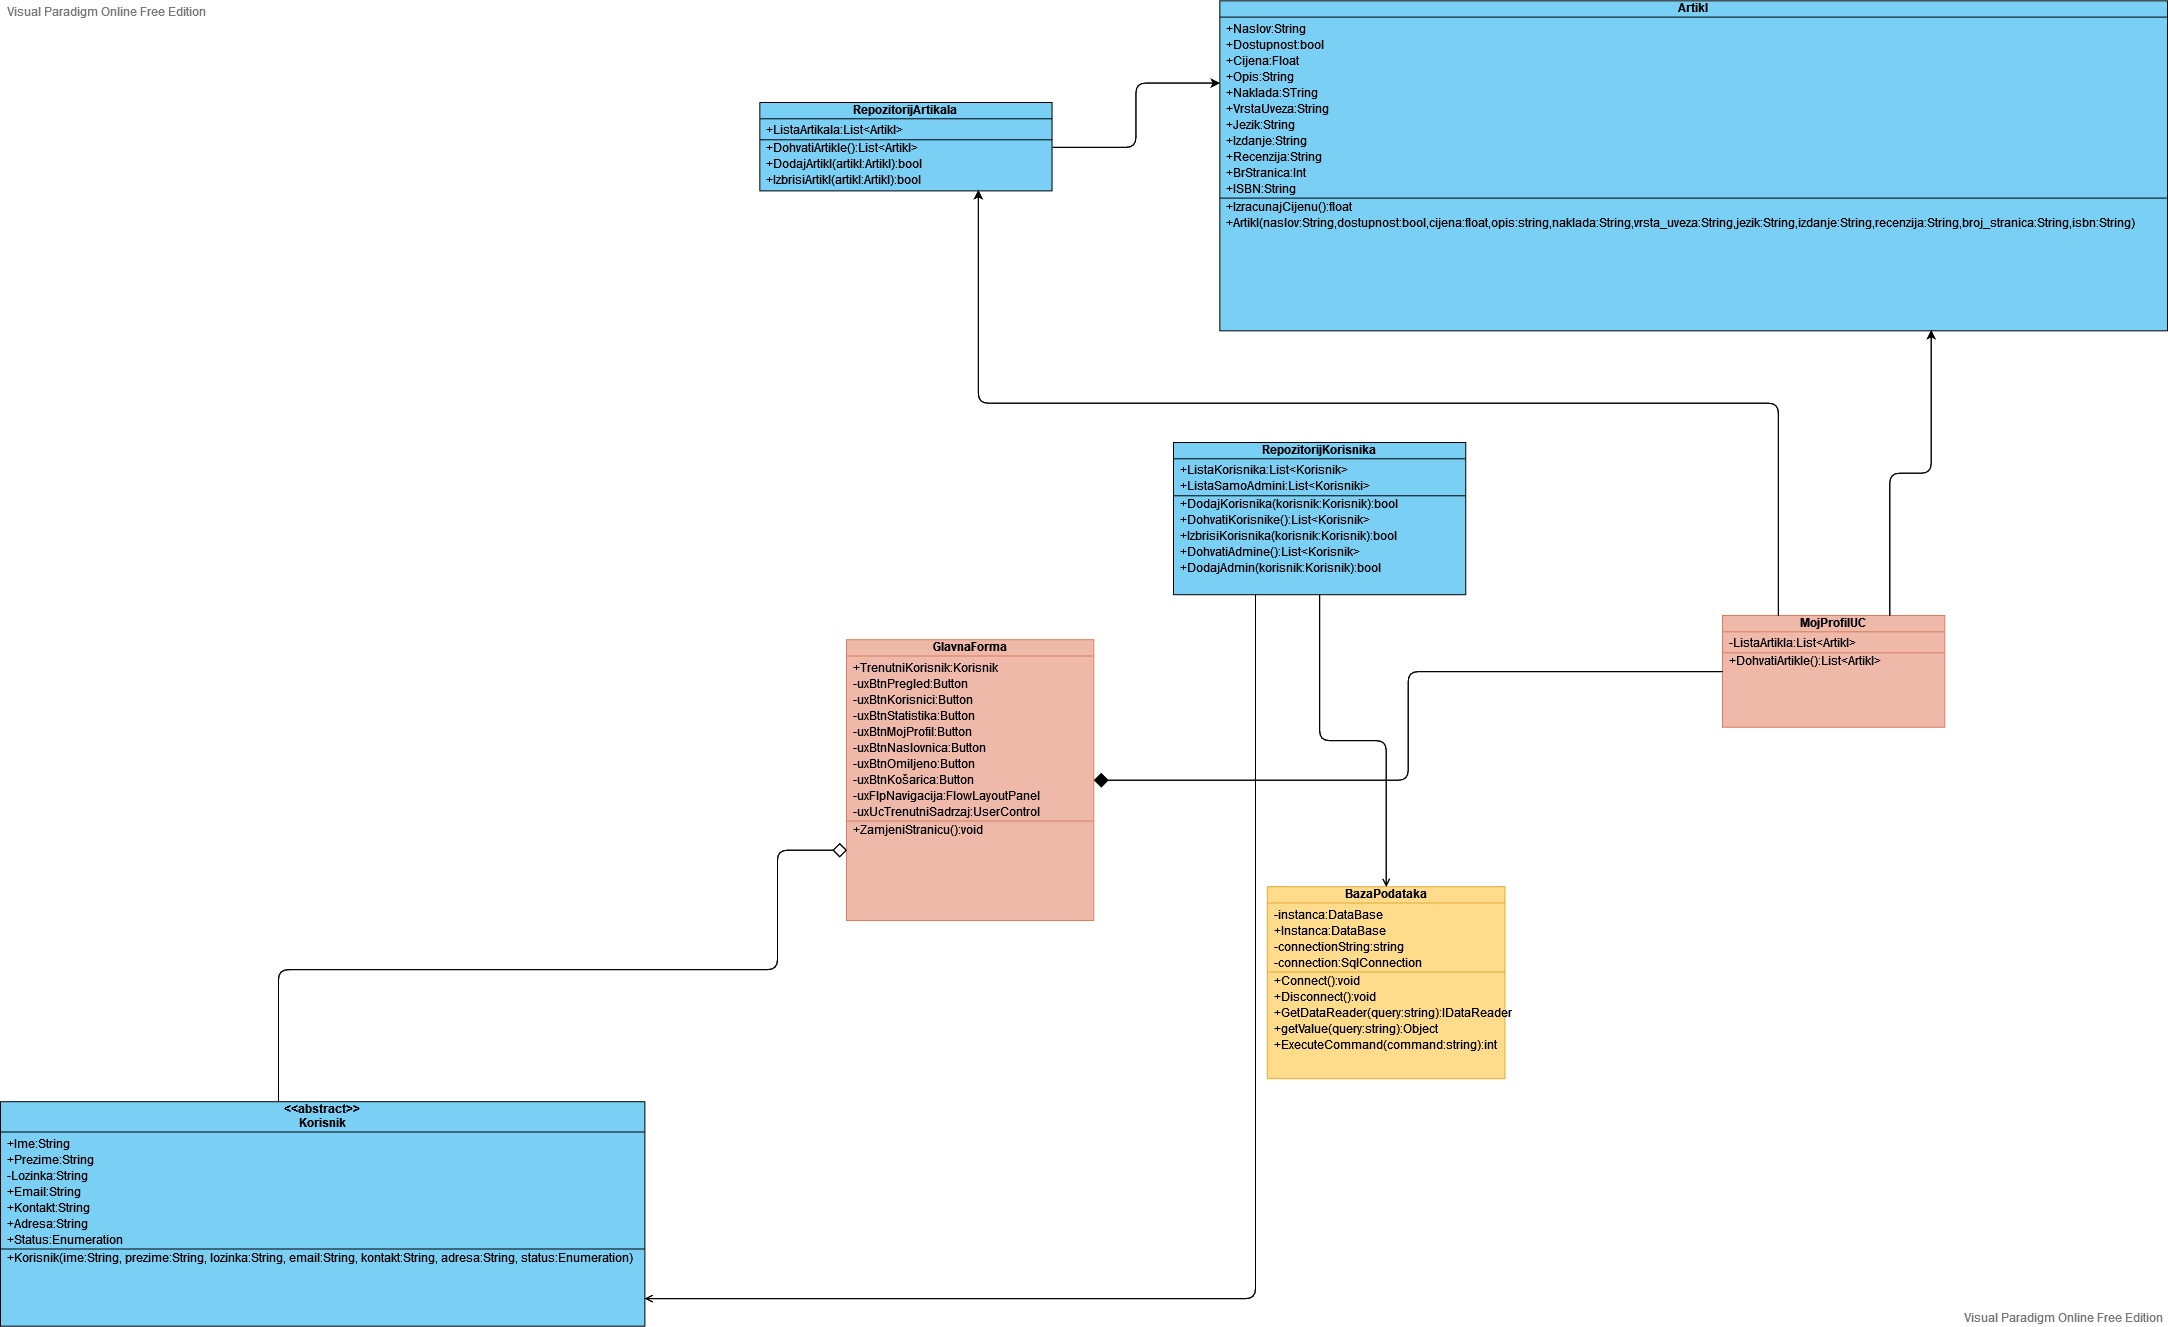 Visual Paradigm Online Free Edition
Artikl
+Naslov:String
+Dostupnost:bool
+Cijena:Float
+Opis:String
+Naklada:STring
+VrstaUveza:String
+Jezik:String
+Izdanje:String
+Recenzija:String
+BrStranica:Int
+ISBN:String
+IzracunajCijenu():float
+Artikl(naslov:String,dostupnost:bool,cijena:float,opis:string,naklada:String,vrsta_uveza:String,jezik:String,izdanje:String,recenzija:String,broj_stranica:String,isbn:String)
RepozitorijArtikala
+ListaArtikala:List<Artikl>
+DohvatiArtikle():List<Artikl>
+DodajArtikl(artikl:Artikl):bool
+IzbrisiArtikl(artikl:Artikl):bool
RepozitorijKorisnika
+ListaKorisnika:List<Korisnik>
+ListaSamoAdmini:List<Korisniki>
+DodajKorisnika(korisnik:Korisnik):bool
+DohvatiKorisnike():List<Korisnik>
+IzbrisiKorisnika(korisnik:Korisnik):bool
+DohvatiAdmine():List<Korisnik>
+DodajAdmin(korisnik:Korisnik):bool
MojProfilUC
-ListaArtikla:List<Artikl>
+DohvatiArtikle():List<Artikl>
GlavnaForma
+TrenutniKorisnik:Korisnik
-uxBtnPregled:Button
-uxBtnKorisnici:Button
-uxBtnStatistika:Button
-uxBtnMojProfil:Button
-uxBtnNaslovnica:Button
-uxBtnOmiljeno:Button
-uxBtnKošarica:Button
-uxFlpNavigacija:FlowLayoutPanel
-uxUcTrenutniSadrzaj:UserControl
+ZamjeniStranicu():void
BazaPodataka
-instanca:DataBase
+Instanca:DataBase
-connectionString:string
-connection:SqlConnection
+Connect():void
+Disconnect():void
+GetDataReader(query:string):IDataReader
+getValue(query:string):Object
+ExecuteCommand(command:string):int
<<abstract>>
Korisnik
+Ime:String
+Prezime:String
-Lozinka:String
+Email:String
+Kontakt:String
+Adresa:String
+Status:Enumeration
+Korisnik(ime:String, prezime:String, lozinka:String, email:String, kontakt:String, adresa:String, status:Enumeration)
Visual Paradigm Online Free Edition